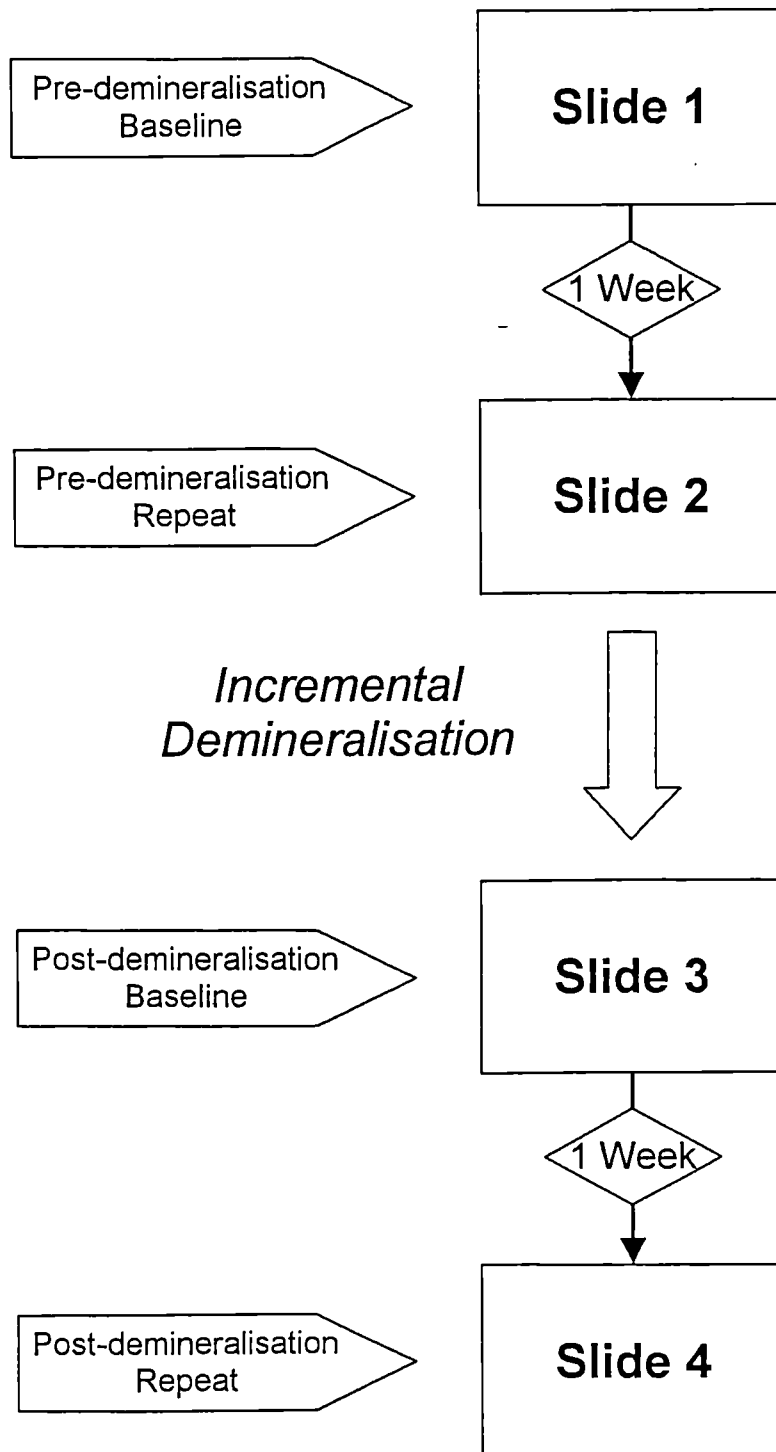 Pre-demineralisation
Baseline
Slide 1
1 Week
Pre-demineralisation
Repeat
Slide 2
Incremental
Demineralisation
Post-demineralisation
Baseline
Slide 3
1 Week
Post-demineralisation
Repeat
Slide 4